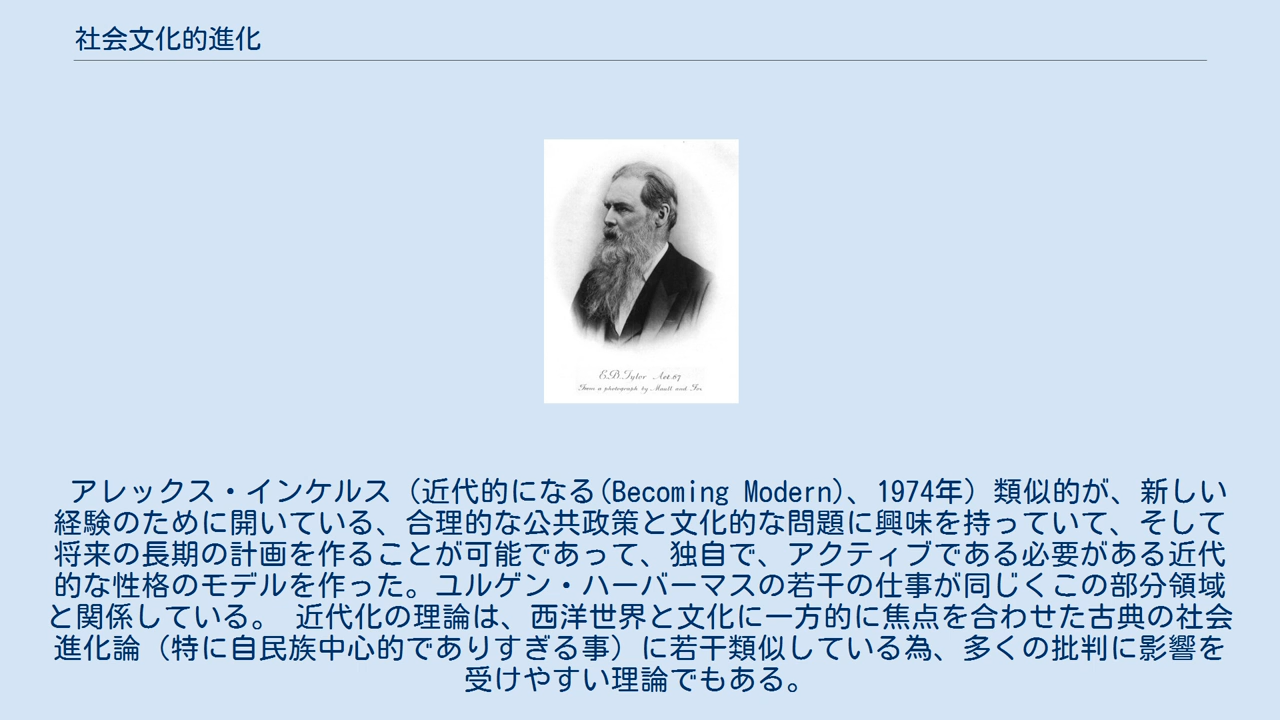 社会文化的進化
E.B.Tylor Aet.87
From a photograph by Maull and Fox
アレックス・インケルス（近代的になる(Becoming Modern)、1974年）類似的が、新しい
経験のために開いている、合理的な公共政策と文化的な問題に興味を持っていて、そして
将来の長期の計画を作ることが可能であって、独自で、アクティブである必要がある近代
的な性格のモデルを作った。ユルゲン・ハーバーマスの若干の仕事が同じくこの部分領域
と関係している。 近代化の理論は、西洋世界と文化に一方的に焦点を合わせた古典の社会
進化論（特に自民族中心的でありすぎる事）に若干類似している為、多くの批判に影響を
受けやすい理論でもある。